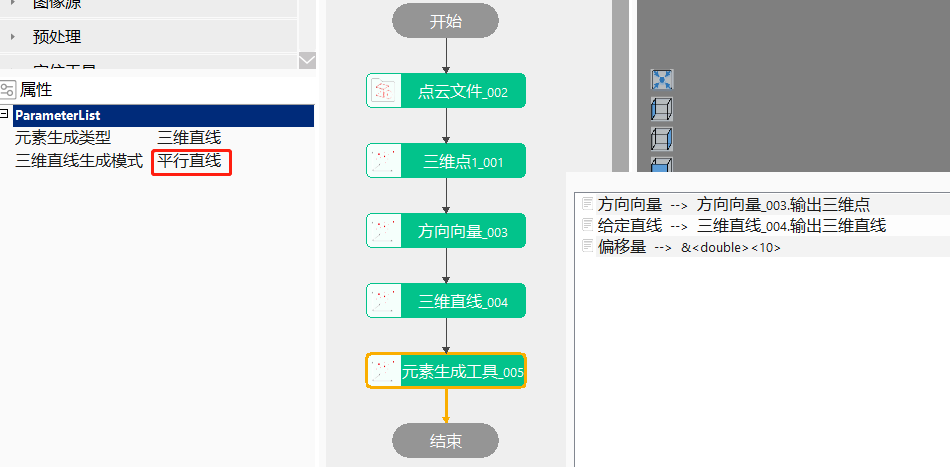 图像源
预处理
定位工具
属性
ParameterList
元素生成类型 三维直线
三维直线生成模式 平行直线
开始
点云文件_002
三维点1_001
方向向量_003
三维直线_004
元素生成工具_005
结束
方向向量 --> 方向向量_003.输出三维点
给定直线 --> 三维直线_004.输出三维直线
偏移量 --> &<double><10>